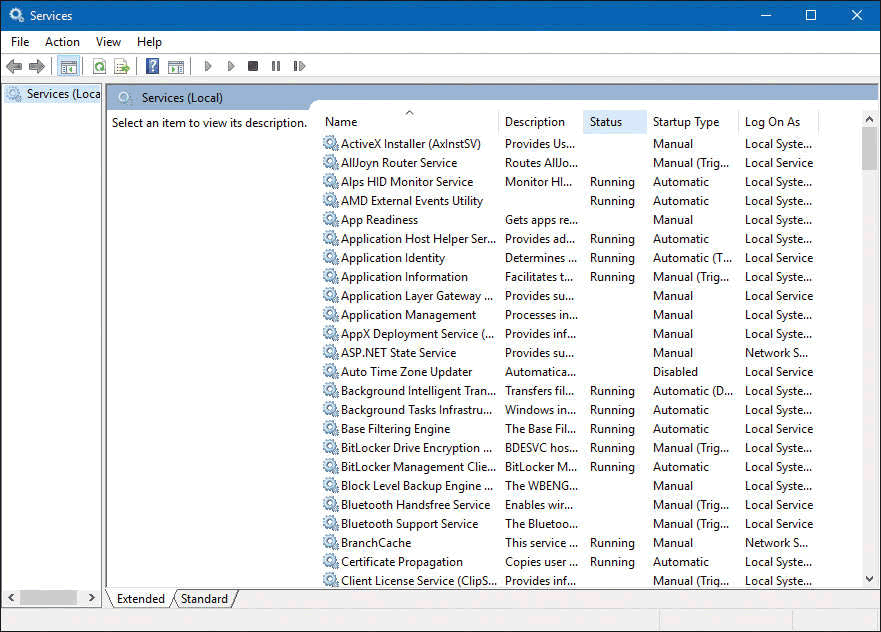 Services
File Action View Help
Services (Loca
Services (Local)
Select an item to view its description.
Name Description Status Startup Type Log On As
ActiveX Installer (AxInstSV) Provides Us... Manual Local Syste...
AllJoyn Router Service Routes AllJo... Manual (Trig... Local Service
Alps HID Monitor Service Monitor HI... Running Automatic Local Syste...
AMD External Events Utility Running Automatic Local Syste...
App Readiness Gets apps re... Manual Local Syste...
Application Host Helper Ser... Provides ad... Running Automatic Local Syste...
Application Identity Determines ... Running Automatic (T... Local Service
Application Information Facilitates t... Running Manual (Trig... Local Syste...
Application Layer Gateway ... Provides su... Manual Local Service
Application Management Processes in... Manual Local Syste...
AppX Deployment Service (... Provides inf... Manual Local Syste...
ASP.NET State Service Provides su... Manual Network S...
Auto Time Zone Updater Automatica... Disabled Local Service
Background Intelligent Tran... Transfers fil... Running Automatic (D... Local Syste...
Background Tasks Infrastru... Windows in... Running Automatic Local Syste...
Base Filtering Engine The Base Fil... Running Automatic Local Service
BitLocker Drive Encryption ... BDESVC hos... Running Manual (Trig... Local Syste...
BitLocker Management Clie... BitLocker M... Running Automatic Local Syste...
Block Level Backup Engine ... The WBENG... Manual Local Syste...
Bluetooth Handsfree Service Enables wir... Manual (Trig... Local Service
Bluetooth Support Service The Bluetoo... Manual (Trig... Local Service
BranchCache This service ... Running Manual Network S...
Certificate Propagation Copies user ... Running Automatic Local Syste...
Client License Service (ClipS... Provides inf... Manual (Trig... Local Syste...
Extended Standard